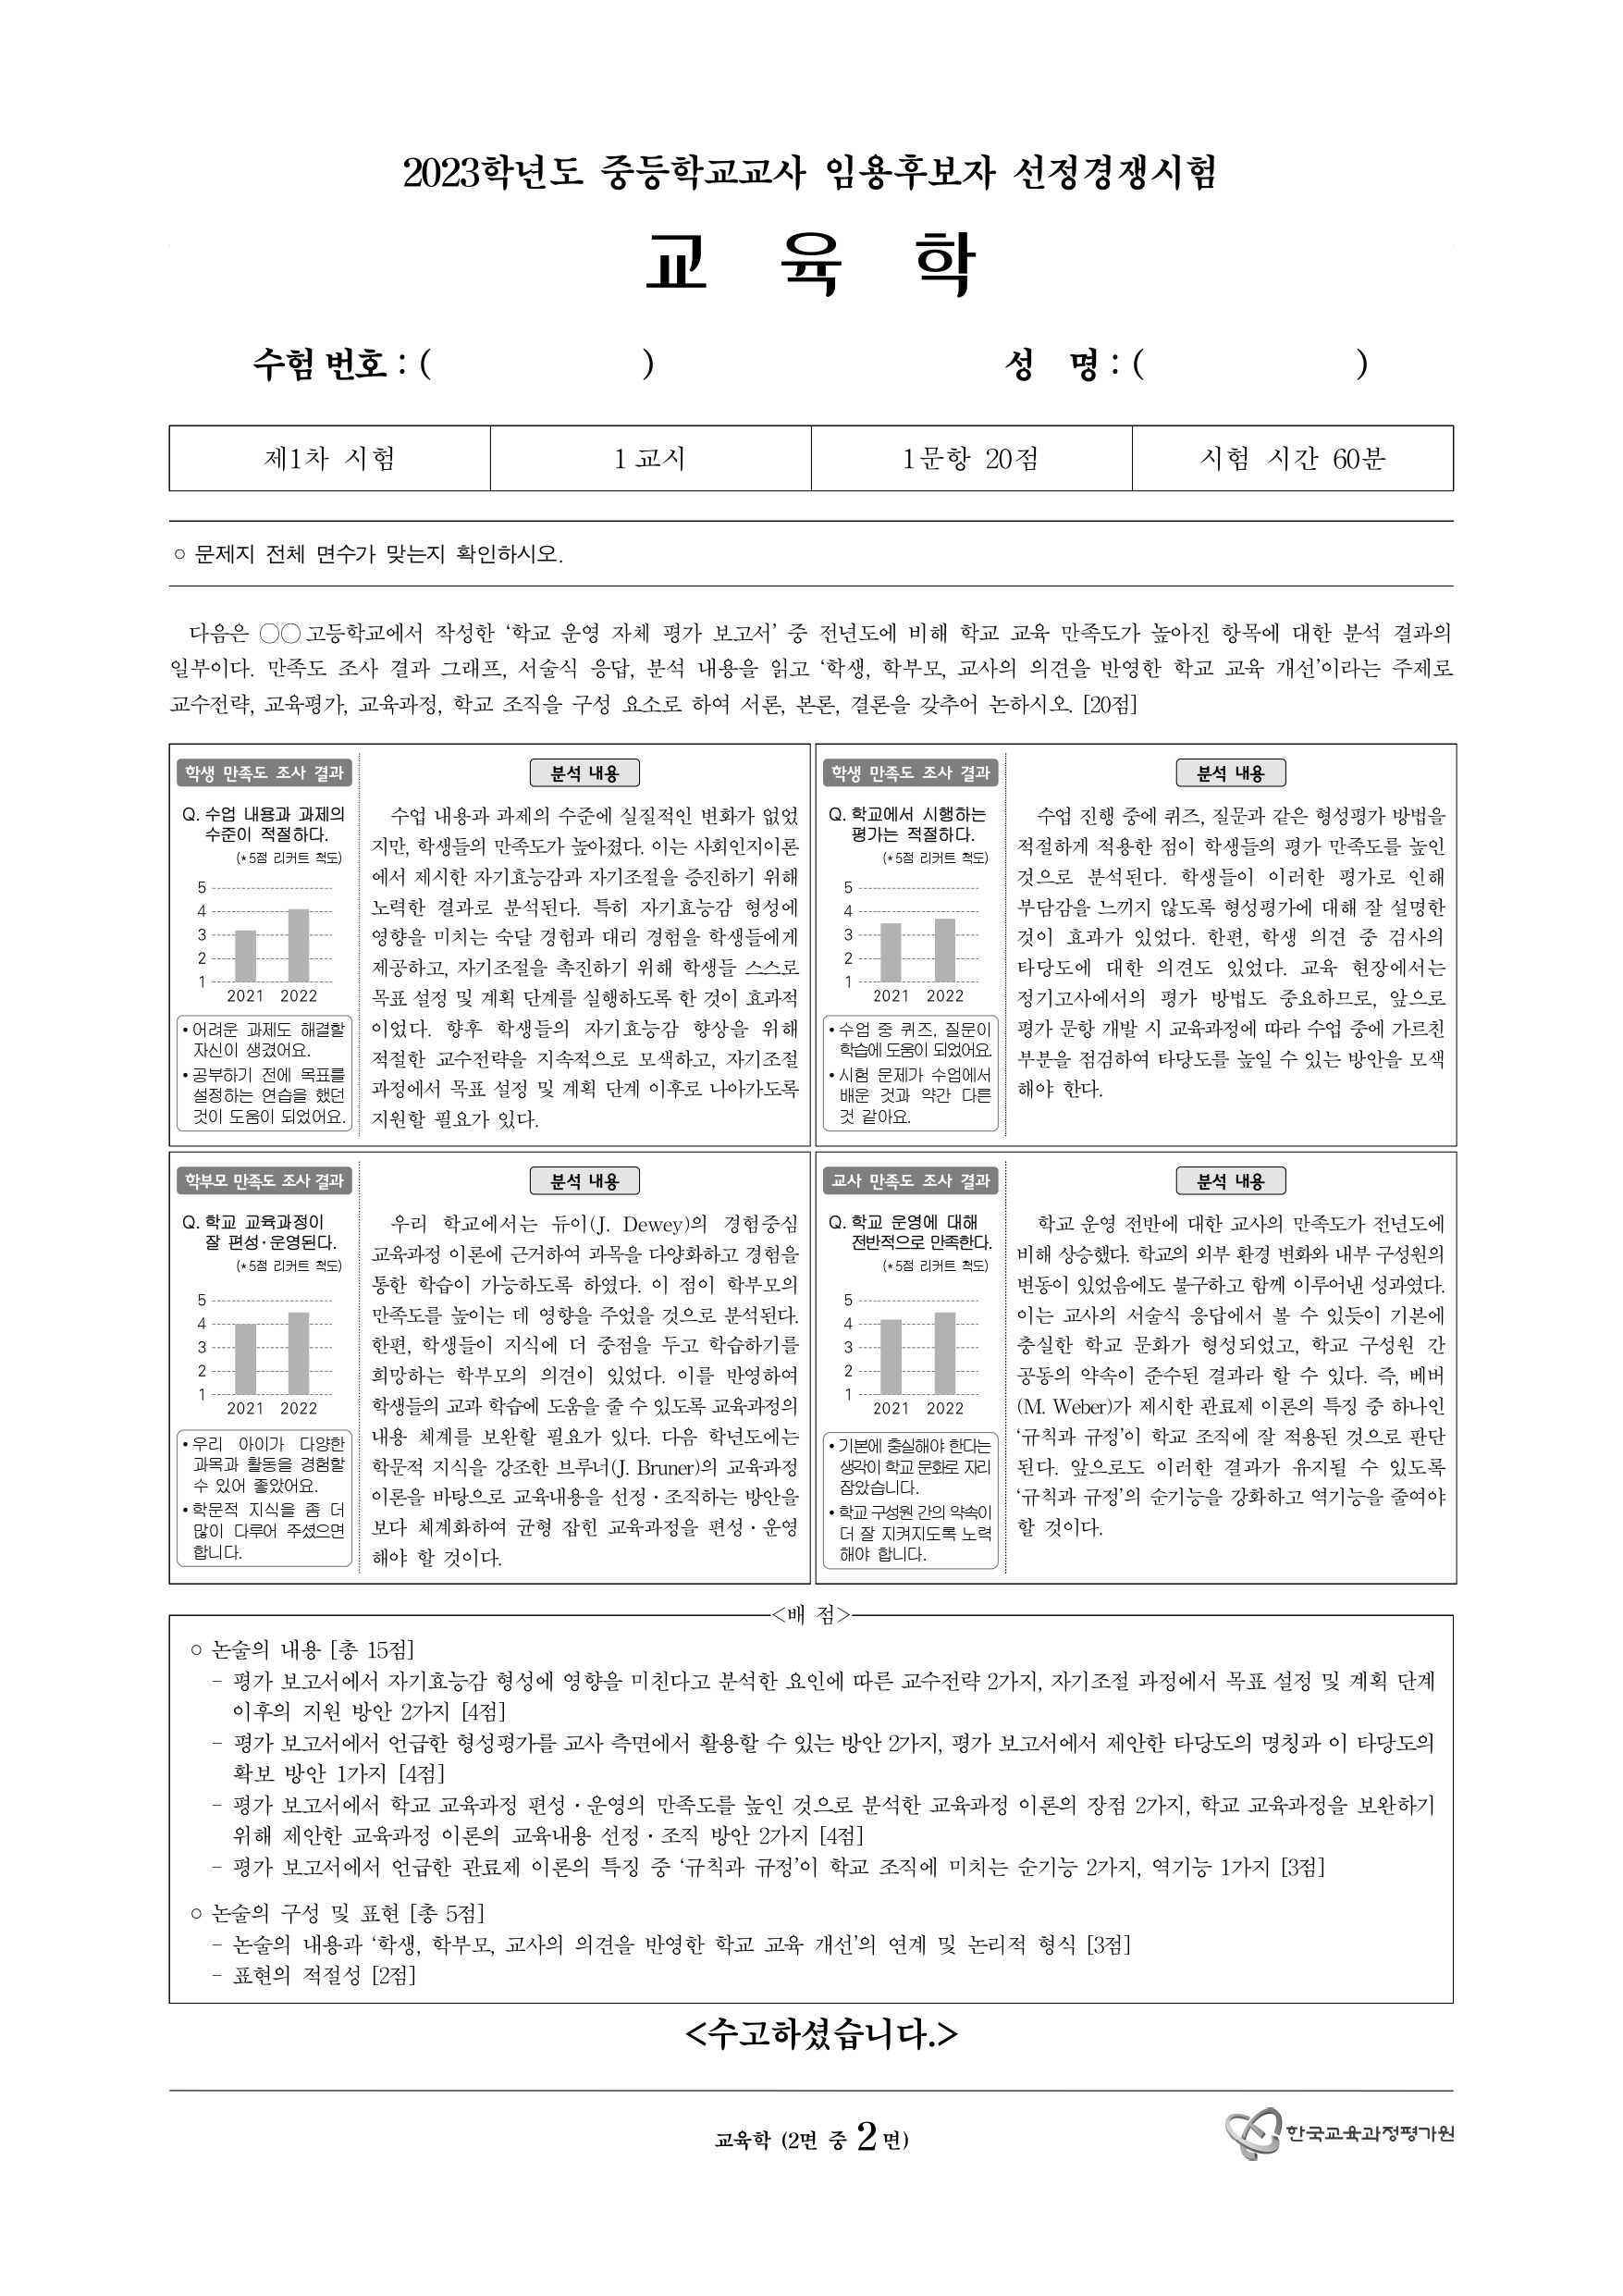 2023학년도 중등학교교사 임용후보자 선정경쟁시험
교 육 학
수험 번호 : ( )
성 명 : ( )
제1차 시험
1 교시
1문항 20점
시험 시간 60분
○ 문제지 전체 면수가 맞는지 확인하시오.
다음은 ○○고등학교에서 작성한 ‘학교 운영 자체 평가 보고서’ 중 전년도에 비해 학교 교육 만족도가 높아진 항목에 대한 분석 결과의
일부이다. 만족도 조사 결과 그래프, 서술식 응답, 분석 내용을 읽고 ‘학생, 학부모, 교사의 의견을 반영한 학교 교육 개선’이라는 주제로
교수전략, 교육평가, 교육과정, 학교 조직을 구성 요소로 하여 서론, 본론, 결론을 갖추어 논하시오. [20점]
학생 만족도 조사 결과
Q. 수업 내용과 과제의
수준이 적절하다.
(*5점 리커트 척도)
5
4
3
2
1
2021 2022
• 어려운 과제도 해결할
자신이 생겼어요.
• 공부하기 전에 목표를
설정하는 연습을 했던
것이 도움이 되었어요.
분석 내용
수업 내용과 과제의 수준에 실질적인 변화가 없었
지만, 학생들의 만족도가 높아졌다. 이는 사회인지이론
에서 제시한 자기효능감과 자기조절을 증진하기 위해
노력한 결과로 분석된다. 특히 자기효능감 형성에
영향을 미치는 숙달 경험과 대리 경험을 학생들에게
제공하고, 자기조절을 촉진하기 위해 학생들 스스로
목표 설정 및 계획 단계를 실행하도록 한 것이 효과적
이었다. 향후 학생들의 자기효능감 향상을 위해
적절한 교수전략을 지속적으로 모색하고, 자기조절
과정에서 목표 설정 및 계획 단계 이후로 나아가도록
지원할 필요가 있다.
학생 만족도 조사 결과
Q. 학교에서 시행하는
평가는 적절하다.
(*5점 리커트 척도)
5
4
3
2
1
2021 2022
• 수업 중 퀴즈, 질문이
학습에 도움이 되었어요.
• 시험 문제가 수업에서
배운 것과 약간 다른
것 같아요.
분석 내용
수업 진행 중에 퀴즈, 질문과 같은 형성평가 방법을
적절하게 적용한 점이 학생들의 평가 만족도를 높인
것으로 분석된다. 학생들이 이러한 평가로 인해
부담감을 느끼지 않도록 형성평가에 대해 잘 설명한
것이 효과가 있었다. 한편, 학생 의견 중 검사의
타당도에 대한 의견도 있었다. 교육 현장에서는
정기고사에서의 평가 방법도 중요하므로, 앞으로
평가 문항 개발 시 교육과정에 따라 수업 중에 가르친
부분을 점검하여 타당도를 높일 수 있는 방안을 모색
해야 한다.
학부모 만족도 조사 결과
Q. 학교 교육과정이
잘 편성·운영된다.
(*5점 리커트 척도)
5
4
3
2
1
2021 2022
• 우리 아이가 다양한
과목과 활동을 경험할
수 있어 좋았어요.
• 학문적 지식을 좀 더
많이 다루어 주셨으면
합니다.
분석 내용
우리 학교에서는 듀이(J. Dewey)의 경험중심
교육과정 이론에 근거하여 과목을 다양화하고 경험을
통한 학습이 가능하도록 하였다. 이 점이 학부모의
만족도를 높이는 데 영향을 주었을 것으로 분석된다.
한편, 학생들이 지식에 더 중점을 두고 학습하기를
희망하는 학부모의 의견이 있었다. 이를 반영하여
학생들의 교과 학습에 도움을 줄 수 있도록 교육과정의
내용 체계를 보완할 필요가 있다. 다음 학년도에는
학문적 지식을 강조한 브루너(J. Bruner)의 교육과정
이론을 바탕으로 교육내용을 선정·조직하는 방안을
보다 체계화하여 균형 잡힌 교육과정을 편성·운영
해야 할 것이다.
교사 만족도 조사 결과
Q. 학교 운영에 대해
전반적으로 만족한다.
(*5점 리커트 척도)
5
4
3
2
1
2021 2022
• 기본에 충실해야 한다는
생각이 학교 문화로 자리
잡았습니다.
• 학교 구성원 간의 약속이
더 잘 지켜지도록 노력
해야 합니다.
분석 내용
학교 운영 전반에 대한 교사의 만족도가 전년도에
비해 상승했다. 학교의 외부 환경 변화와 내부 구성원의
변동이 있었음에도 불구하고 함께 이루어낸 성과였다.
이는 교사의 서술식 응답에서 볼 수 있듯이 기본에
충실한 학교 문화가 형성되었고, 학교 구성원 간
공동의 약속이 준수된 결과라 할 수 있다. 즉, 베버
(M. Weber)가 제시한 관료제 이론의 특징 중 하나인
‘규칙과 규정’이 학교 조직에 잘 적용된 것으로 판단
된다. 앞으로도 이러한 결과가 유지될 수 있도록
‘규칙과 규정’의 순기능을 강화하고 역기능을 줄여야
할 것이다.
<배 점>
○ 논술의 내용 [총 15점]
- 평가 보고서에서 자기효능감 형성에 영향을 미친다고 분석한 요인에 따른 교수전략 2가지, 자기조절 과정에서 목표 설정 및 계획 단계
이후의 지원 방안 2가지 [4점]
- 평가 보고서에서 언급한 형성평가를 교사 측면에서 활용할 수 있는 방안 2가지, 평가 보고서에서 제안한 타당도의 명칭과 이 타당도의
확보 방안 1가지 [4점]
- 평가 보고서에서 학교 교육과정 편성·운영의 만족도를 높인 것으로 분석한 교육과정 이론의 장점 2가지, 학교 교육과정을 보완하기
위해 제안한 교육과정 이론의 교육내용 선정·조직 방안 2가지 [4점]
- 평가 보고서에서 언급한 관료제 이론의 특징 중 ‘규칙과 규정’이 학교 조직에 미치는 순기능 2가지, 역기능 1가지 [3점]
○ 논술의 구성 및 표현 [총 5점]
- 논술의 내용과 ‘학생, 학부모, 교사의 의견을 반영한 학교 교육 개선’의 연계 및 논리적 형식 [3점]
- 표현의 적절성 [2점]
<수고하셨습니다.>
교육학 (2면 중 2 면)
한국교육과정평가원